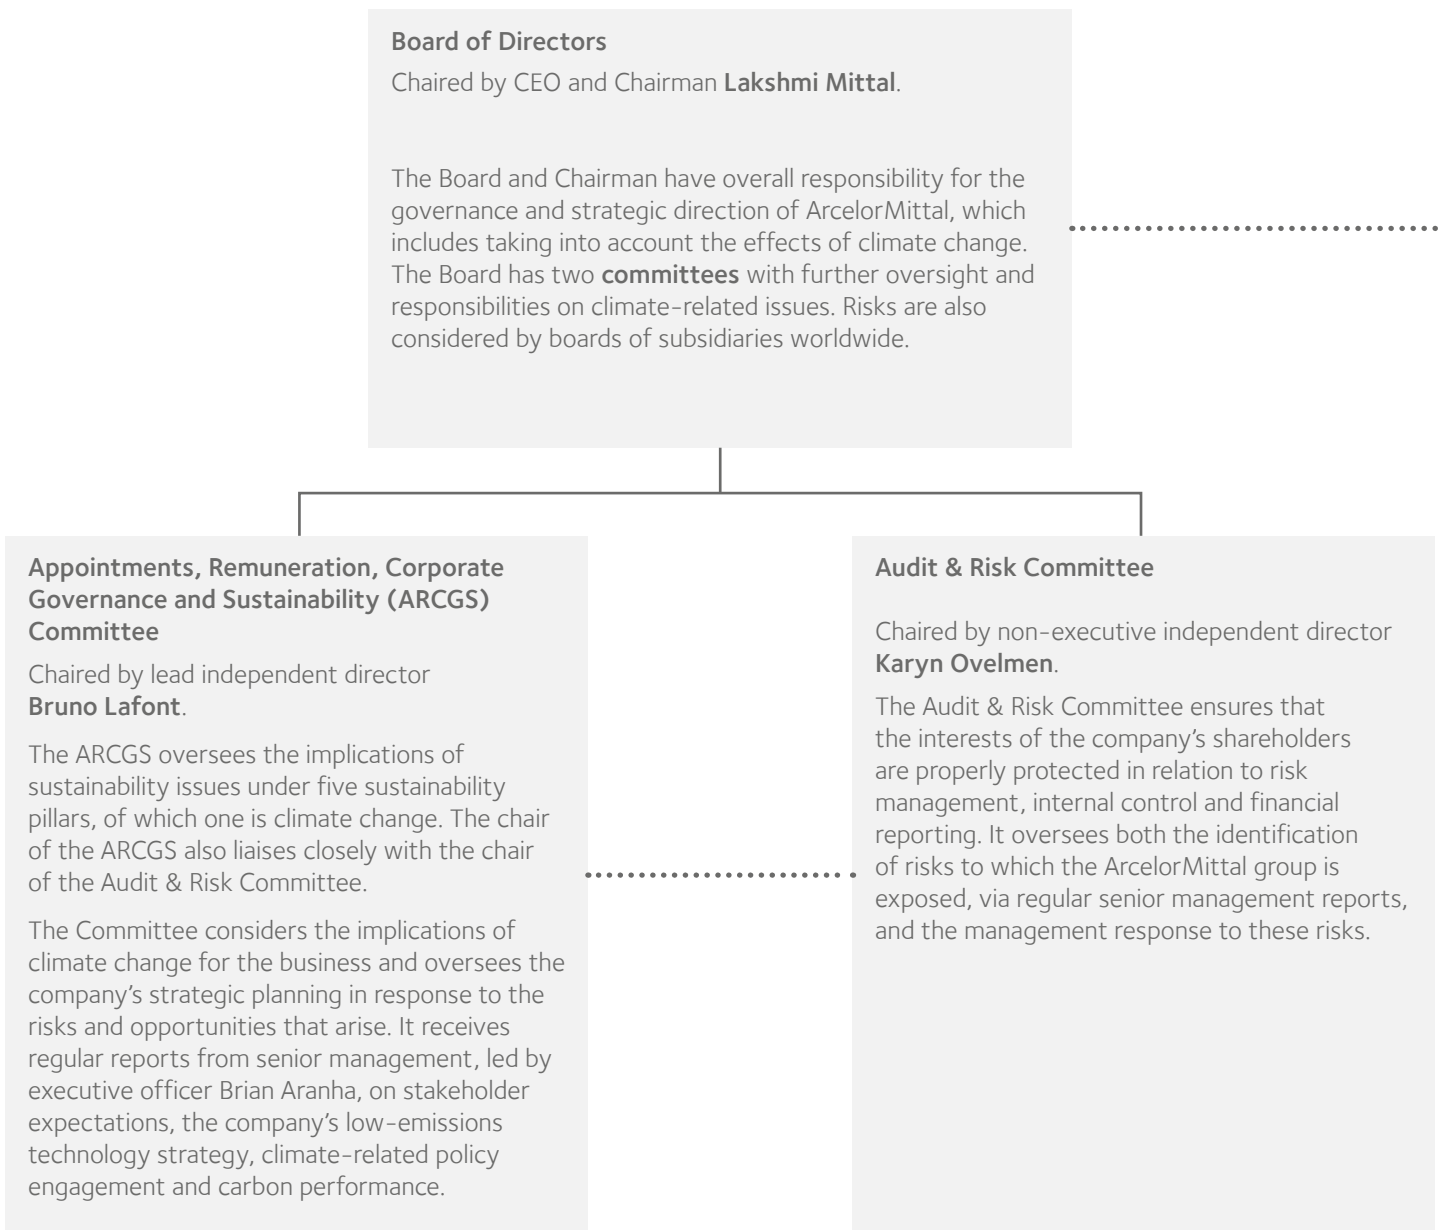 Board of Directors
Chaired by CEO and Chairman Lakshmi Mittal.
The Board and Chairman have overall responsibility for the
governance and strategic direction of ArcelorMittal, which
includes taking into account the effects of climate change.
The Board has two committees with further oversight and
responsibilities on climate-related issues. Risks are also
considered by boards of subsidiaries worldwide.
Appointments, Remuneration, Corporate
Governance and Sustainability (ARCGS)
Committee
Chaired by lead independent director
Bruno Lafont.
The ARCGS oversees the implications of
sustainability issues under five sustainability
pillars, of which one is climate change. The chair
of the ARCGS also liaises closely with the chair
of the Audit & Risk Committee.
The Committee considers the implications of
climate change for the business and oversees the
company’s strategic planning in response to the
risks and opportunities that arise. It receives
regular reports from senior management, led by
executive officer Brian Aranha, on stakeholder
expectations, the company’s low-emissions
technology strategy, climate-related policy
engagement and carbon performance.
Audit & Risk Committee
Chaired by non-executive independent director
Karyn Ovelmen.
The Audit & Risk Committee ensures that
the interests of the company’s shareholders
are properly protected in relation to risk
management, internal control and financial
reporting. It oversees both the identification
of risks to which the ArcelorMittal group is
exposed, via regular senior management reports,
and the management response to these risks.